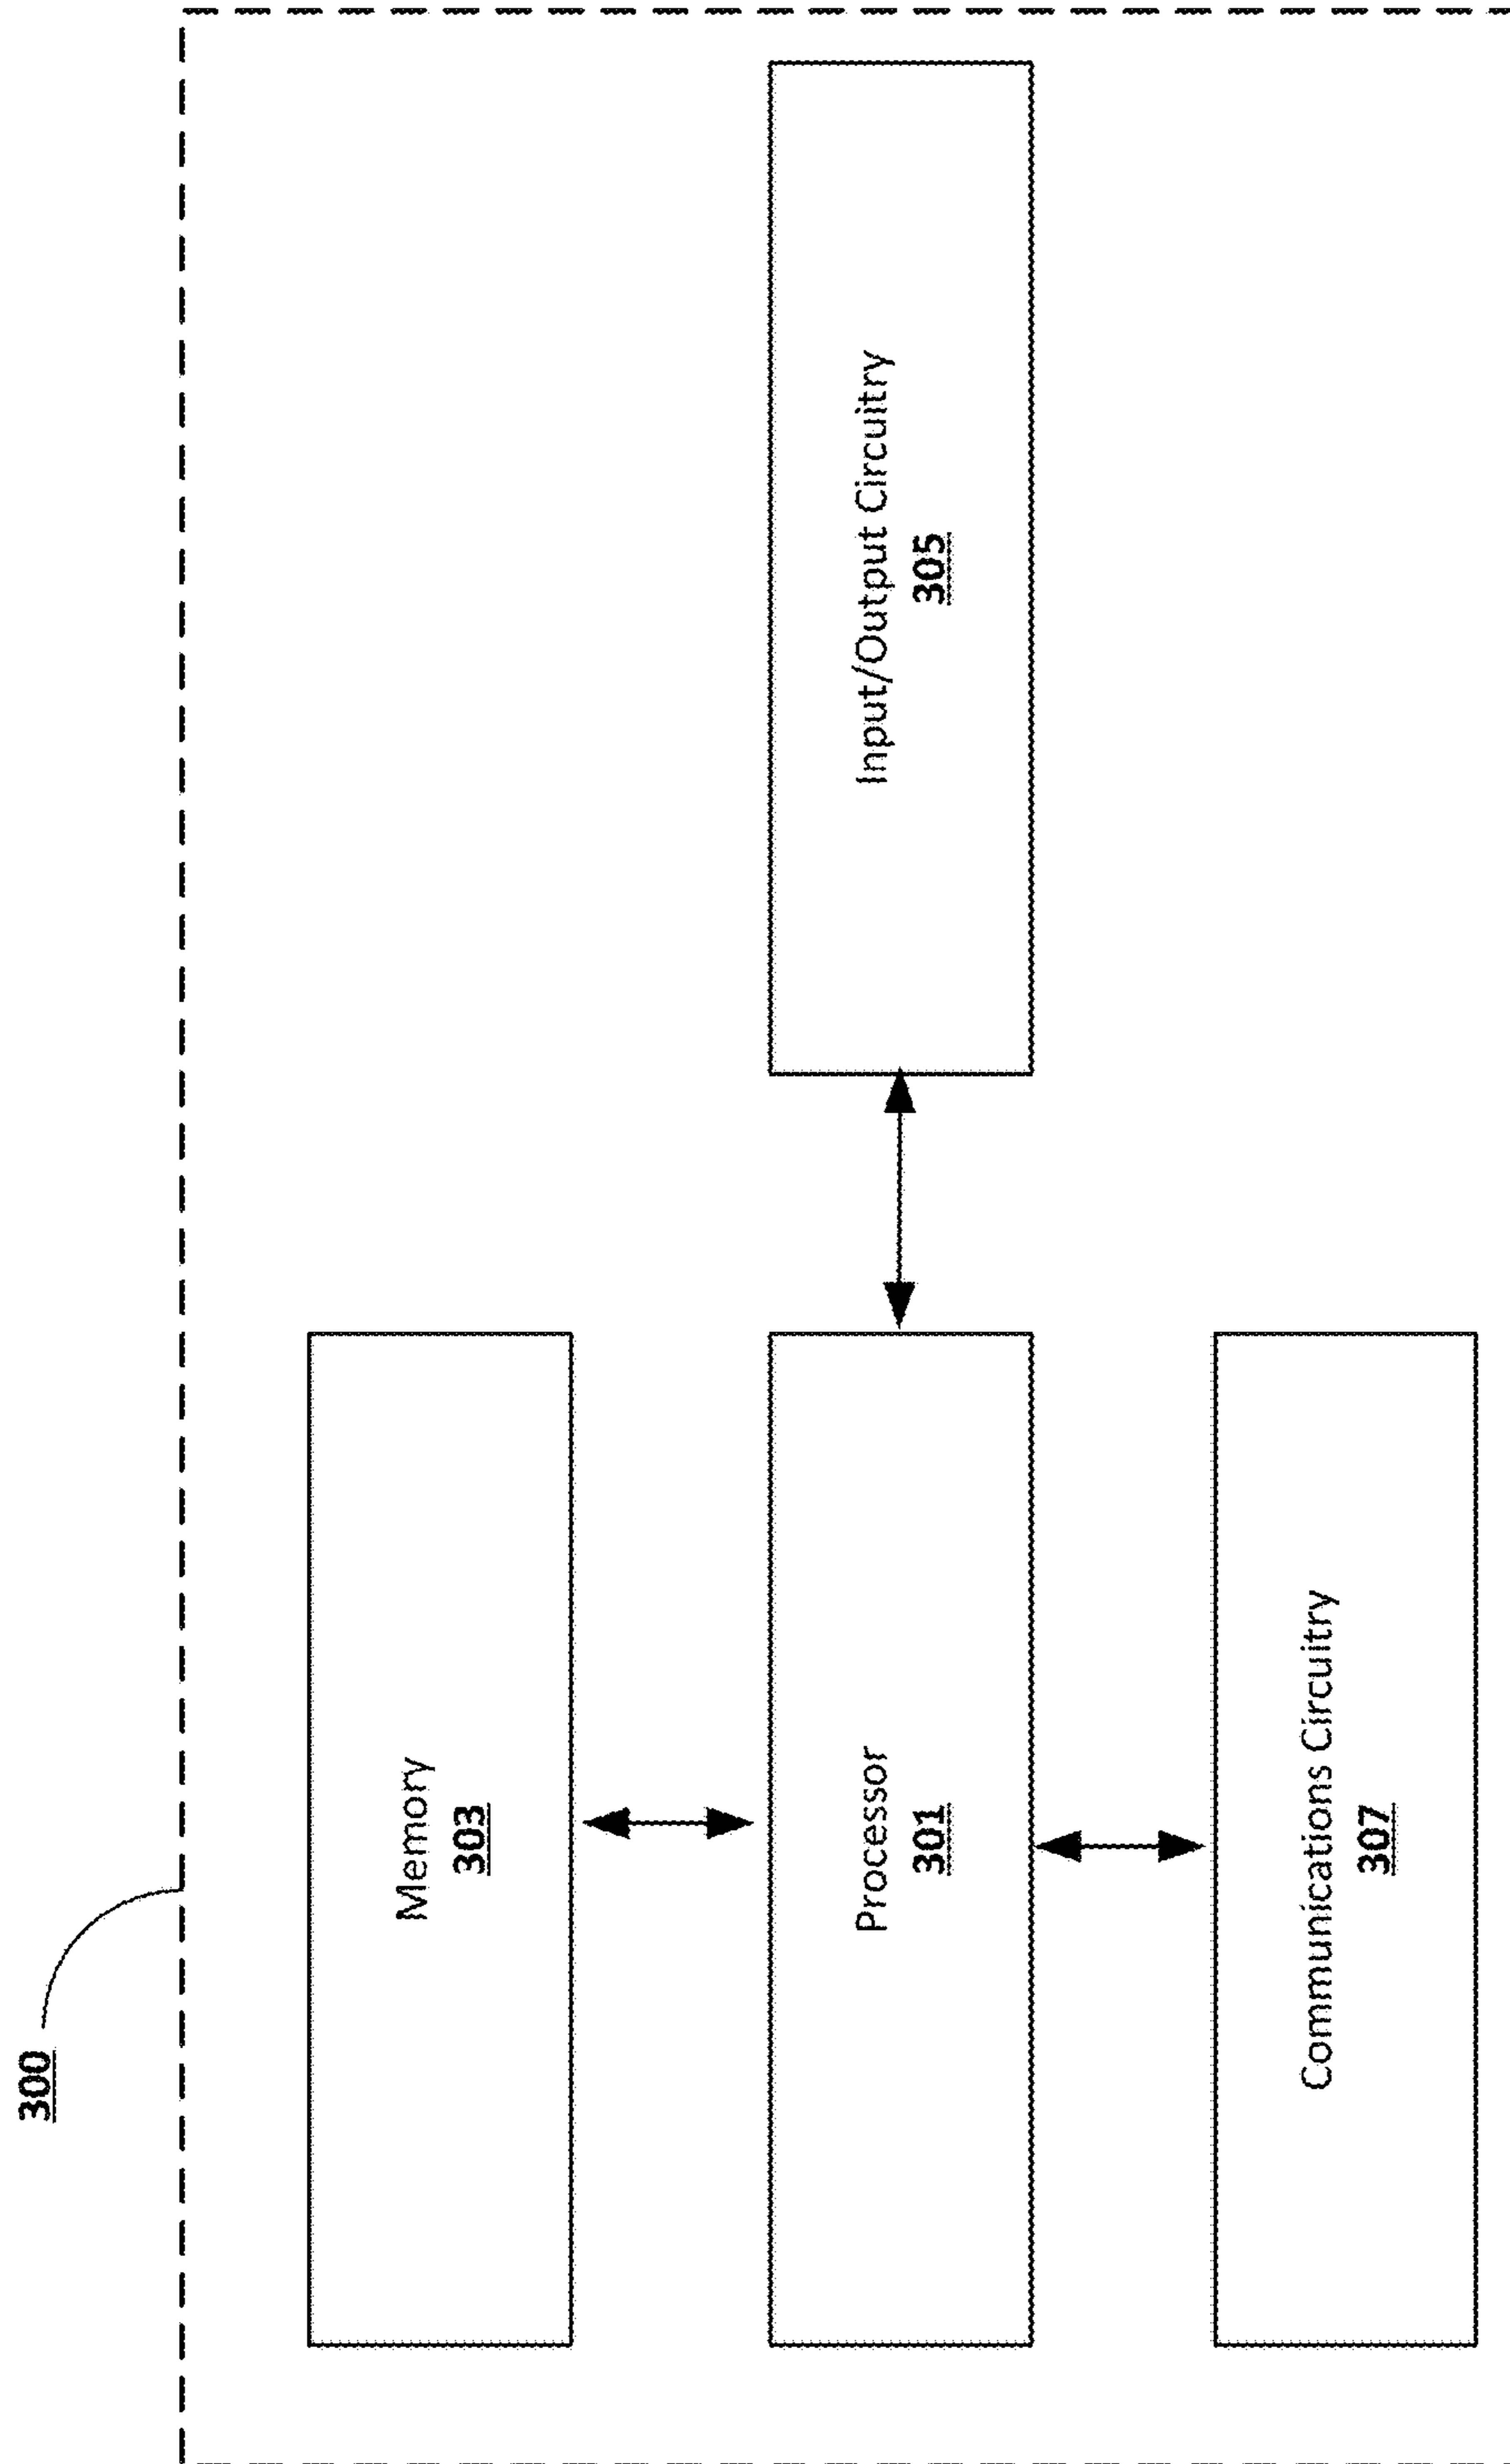 300
Memory
303
Processor
301
Input/Output Circuitry
305
Communications Circuitry
307